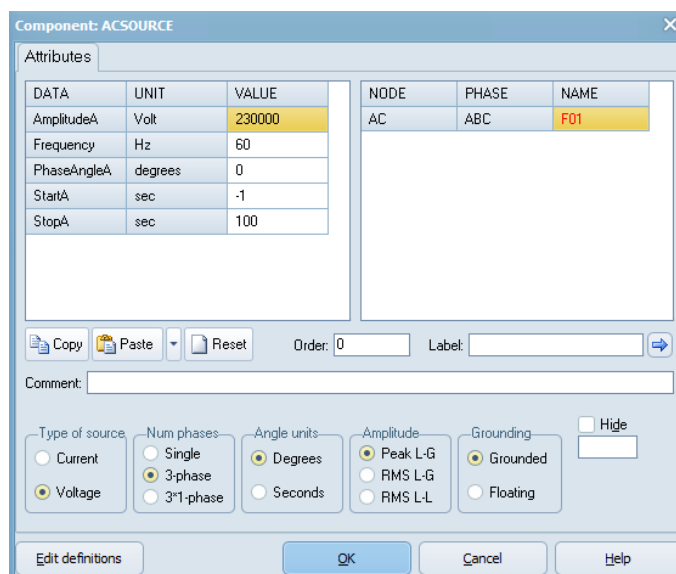 Component: ACSOURCE
Attributes
DATA UNIT VALUE
AmplitudeA Volt 230000
Frequency Hz 60
PhaseAngleA degrees 0
StartA sec -1
StopA sec 100
NODE PHASE NAME
AC ABC F01
Copy Paste Reset Order: 0 Label:
Comment:
Type of source
Current
Voltage
Num phases
Single
3-phase
3*1-phase
Angle units
Degrees
Seconds
Amplitude
Peak L-G
RMS L-G
RMS L-L
Grounding
Grounded
Floating
Hide
Edit definitions OK Cancel Help